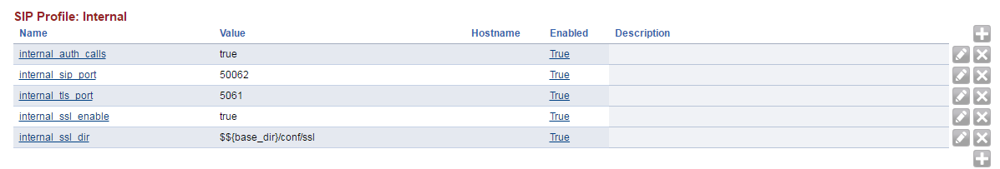 SIP Profile: Internal
Name Value Hostname Enabled Description
internal_auth_calls true True
internal_sip_port 50062 True
internal_tls_port 5061 True
internal_ssl_enable true True
internal_ssl_dir $${base_dir}/conf/ssl True